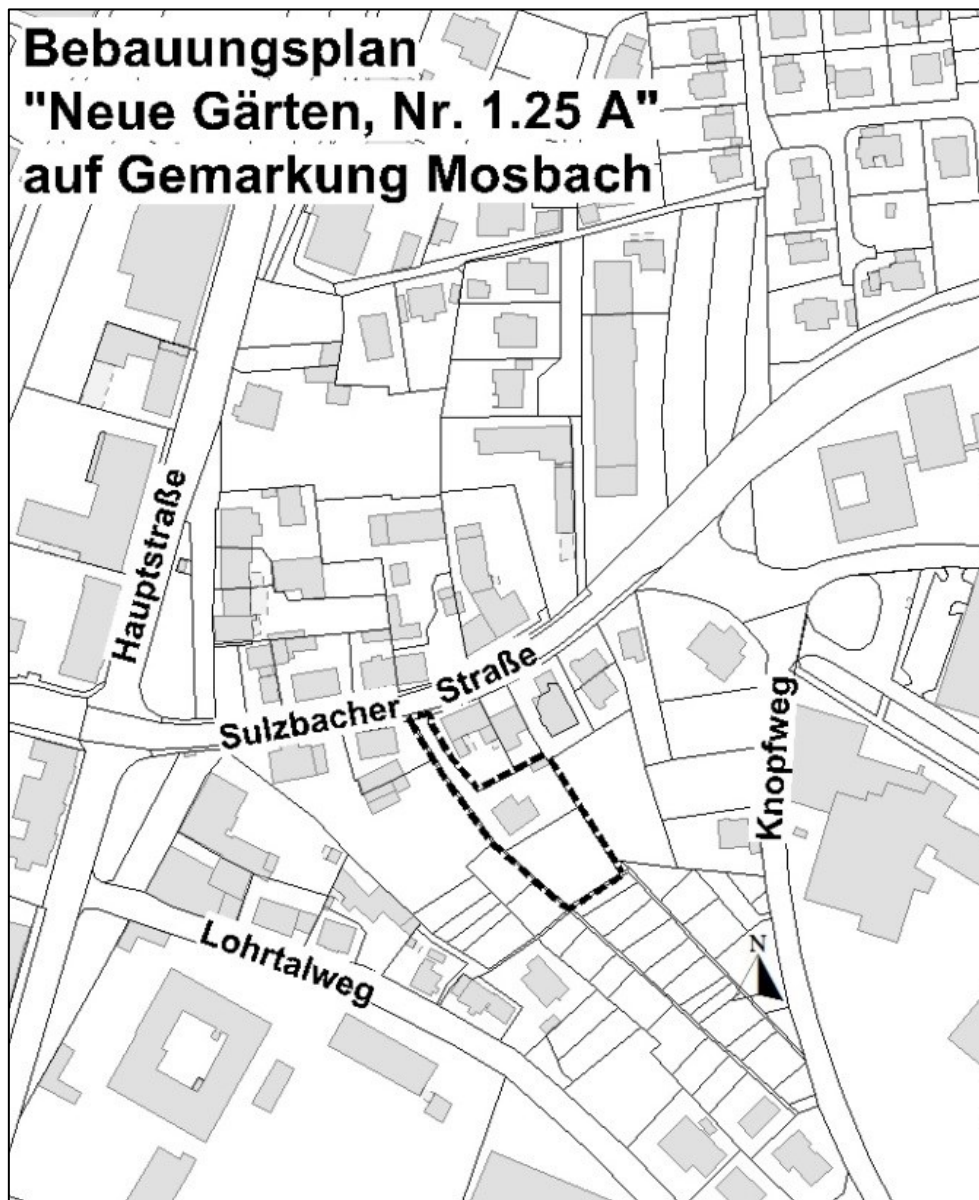 Bebauungsplan
"Neue Gärten, Nr. 1.25 A"
auf Gemarkung Mosbach
Hauptstraße
Sulzbacher Straße
Knopfweg
Lohrtalweg
N